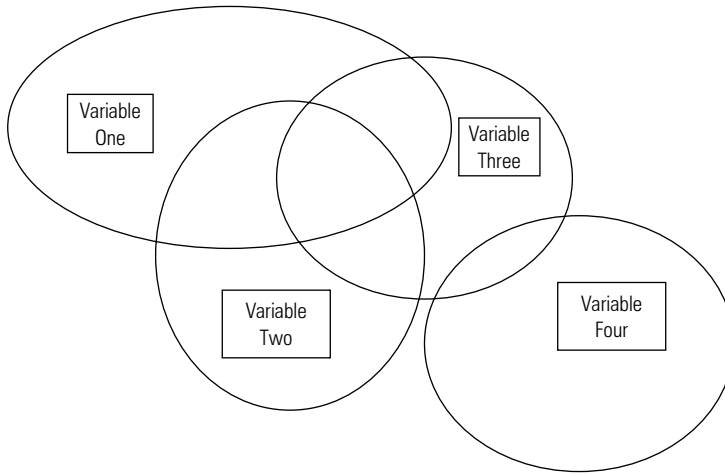 Variable
One
Variable
Three
Variable
Two
Variable
Four